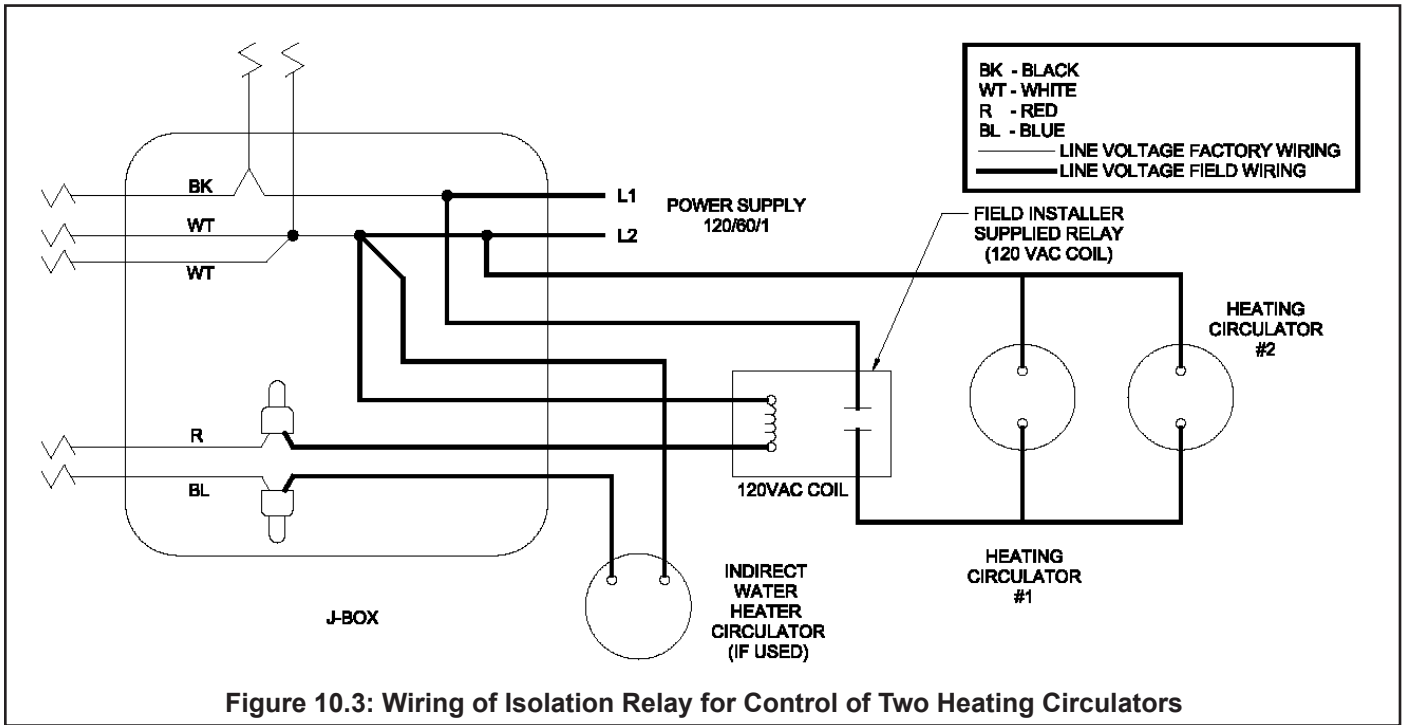 BK - BLACK
WT - WHITE
R - RED
BL - BLUE
LINE VOLTAGE FACTORY WIRING
LINE VOLTAGE FIELD WIRING
BK
L1
POWER SUPPLY
120/60/1
WT
L2
WT
FIELD INSTALLER
SUPPLIED RELAY
(120 VAC COIL)
HEATING
CIRCULATOR
#2
R
BL
120VAC COIL
HEATING
CIRCULATOR
#1
INDIRECT
WATER
HEATER
CIRCULATOR
(IF USED)
J-BOX
Figure 10.3: Wiring of Isolation Relay for Control of Two Heating Circulators